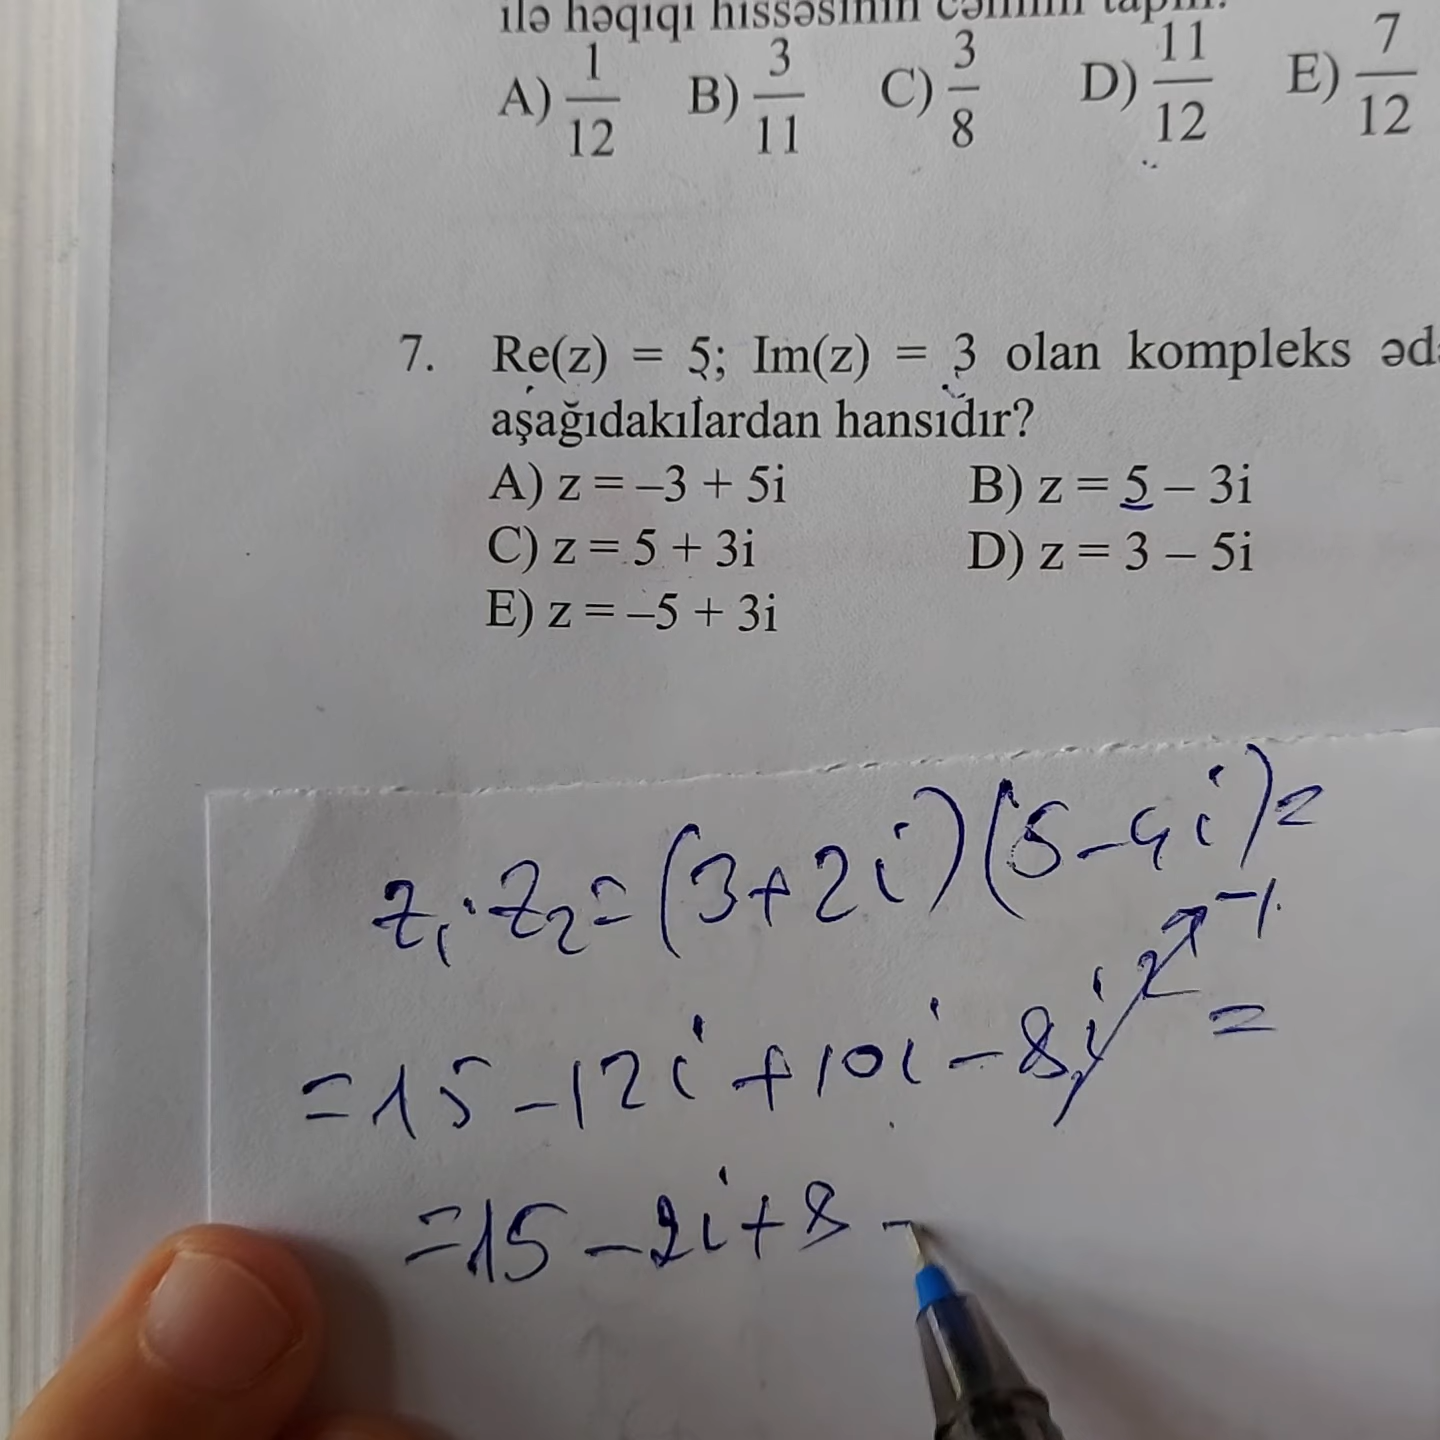 ilə həqiqi hissəsinin cəmini tapın.
A) 1/12 B) 3/11 C) 3/8 D) 11/12 E) 7/12
7. Re(z) = 5; Im(z) = 3 olan kompleks əd
aşağıdakılardan hansıdır?
A) z = –3 + 5i B) z = 5 – 3i
C) z = 5 + 3i D) z = 3 – 5i
E) z = –5 + 3i
z₁·z₂=(3+2i)(5-4i)=
=15-12i+10i-8i² → -1 =
=15-2i+8 -